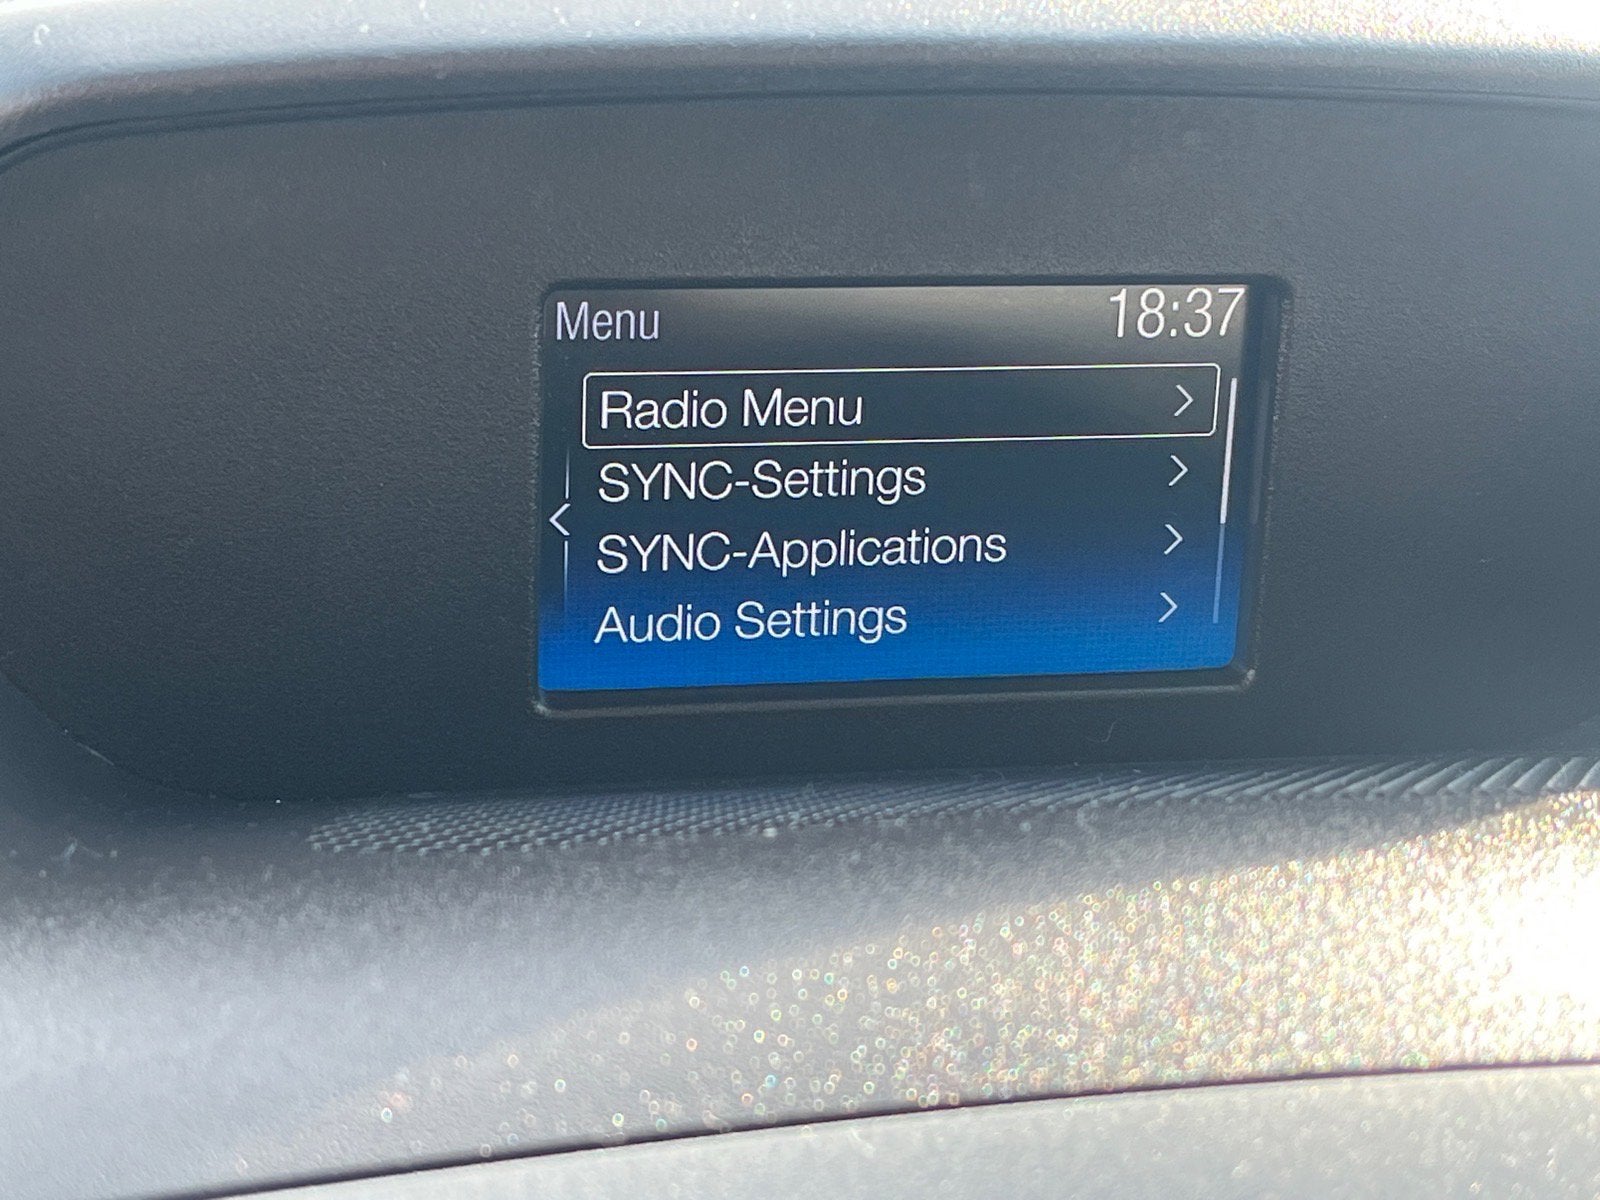 Menu 18:37
Radio Menu
SYNC-Settings
SYNC-Applications
Audio Settings